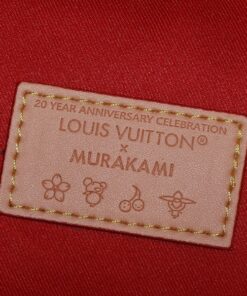 20 YEAR ANNIVERSARY CELEBRATION
LOUIS VUITTON®
x
MURAKAMI